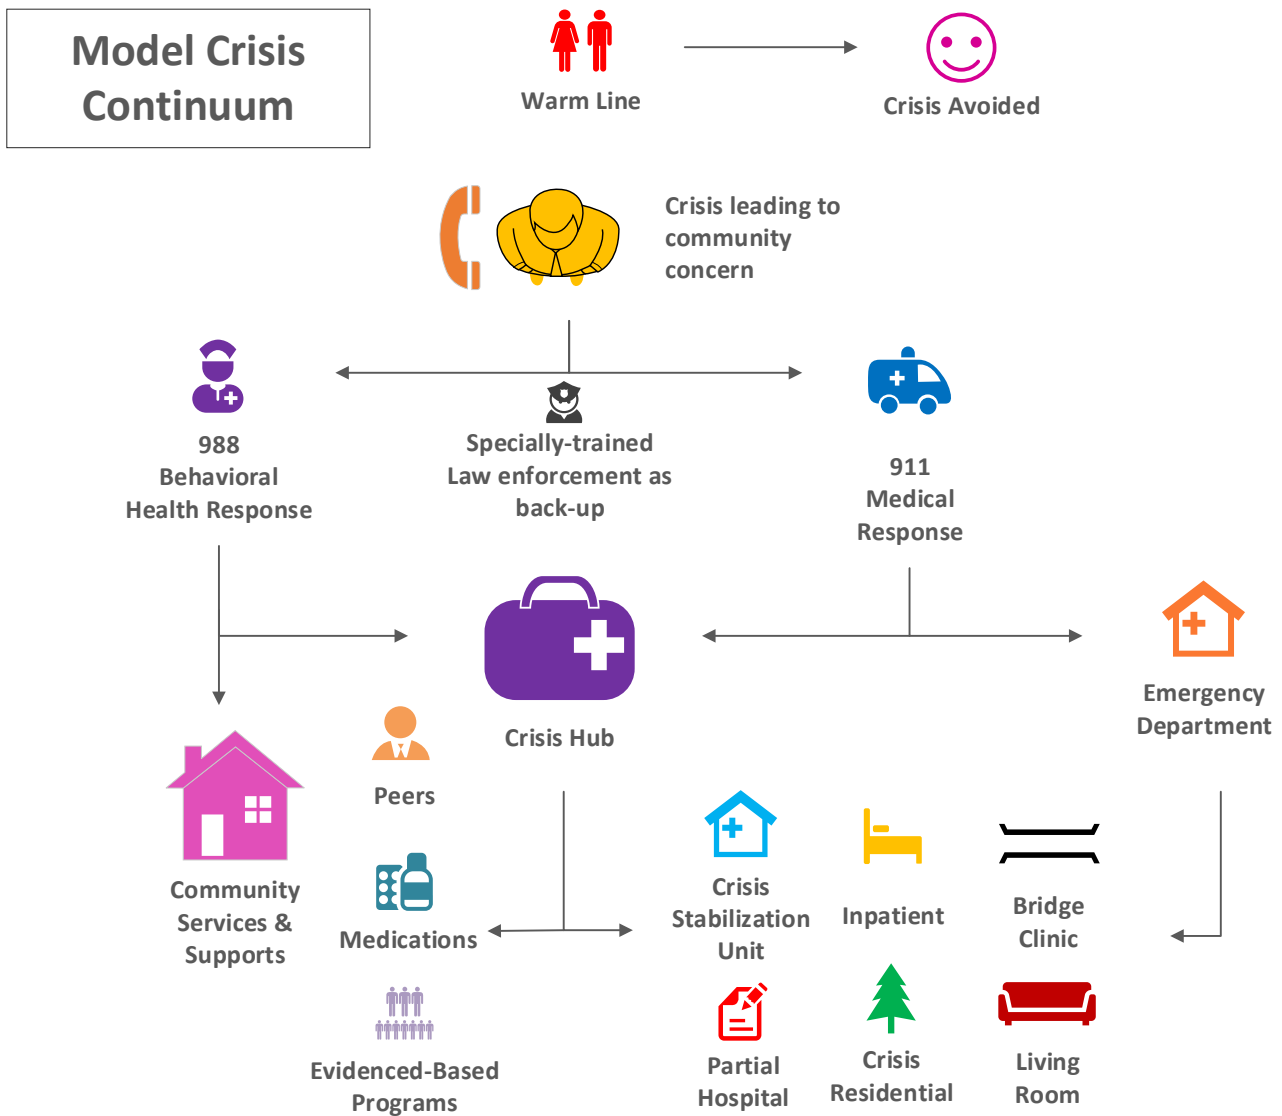 Model Crisis
Continuum
Warm Line
Crisis Avoided
Crisis leading to
community
concern
988
Behavioral
Health Response
Specially-trained
Law enforcement as
back-up
911
Medical
Response
Crisis Hub
Emergency
Department
Peers
Community
Services &
Supports
Medications
Evidenced-Based
Programs
Crisis
Stabilization
Unit
Inpatient
Bridge
Clinic
Partial
Hospital
Crisis
Residential
Living
Room